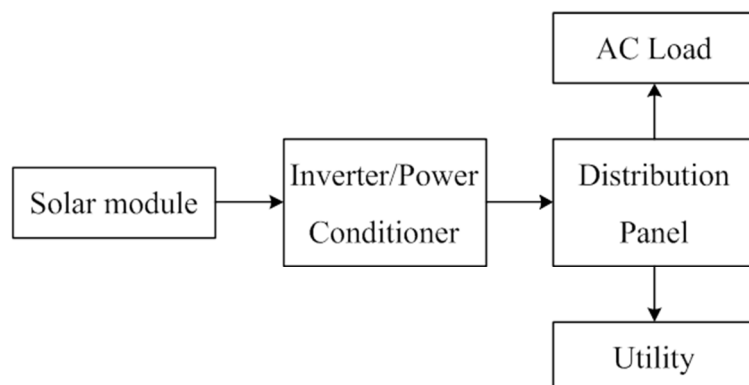 AC Load
Solar module
Inverter/Power
Conditioner
Distribution
Panel
Utility